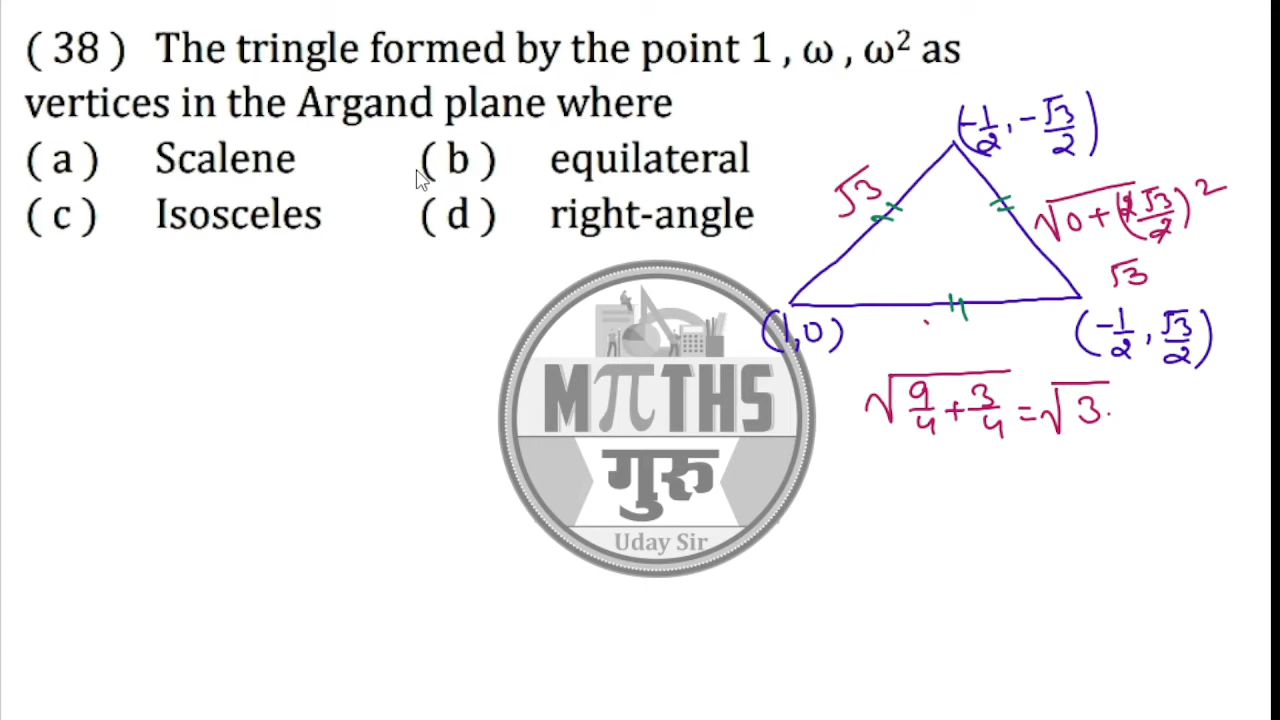 ( 38 ) The tringle formed by the point 1 , ω , ω² as
vertices in the Argand plane where
( a ) Scalene ( b ) equilateral
( c ) Isosceles ( d ) right-angle
(-1/2, -√3/2)
√3
√0+(2√3/2)²
√3
(1,0)
(-1/2, √3/2)
√9/4+3/4 = √3.
MπTHS
गुरु
Uday Sir